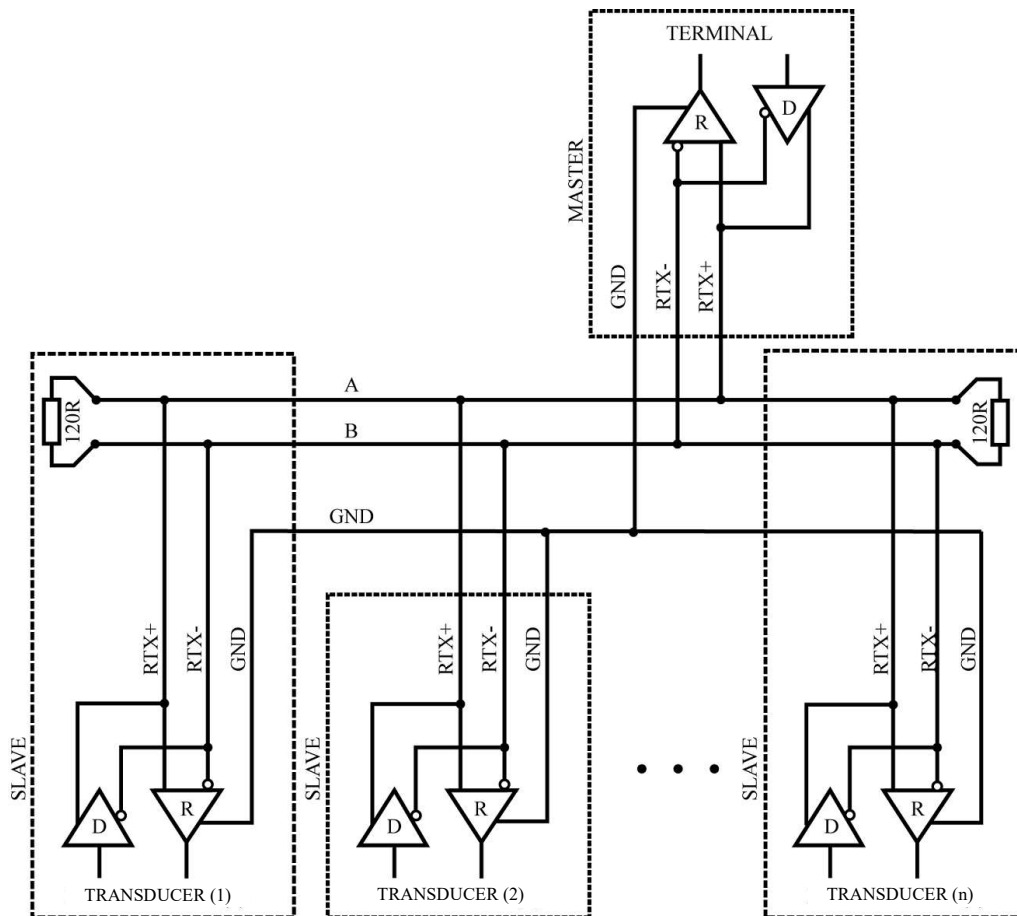 TERMINAL
R
D
MASTER
GND
RTX-
RTX+
A
B
120R
120R
GND
RTX+
RTX-
GND
RTX+
RTX-
GND
RTX+
RTX-
GND
SLAVE
SLAVE
SLAVE
D
R
D
R
D
R
TRANSDUCER (1)
TRANSDUCER (2)
TRANSDUCER (n)